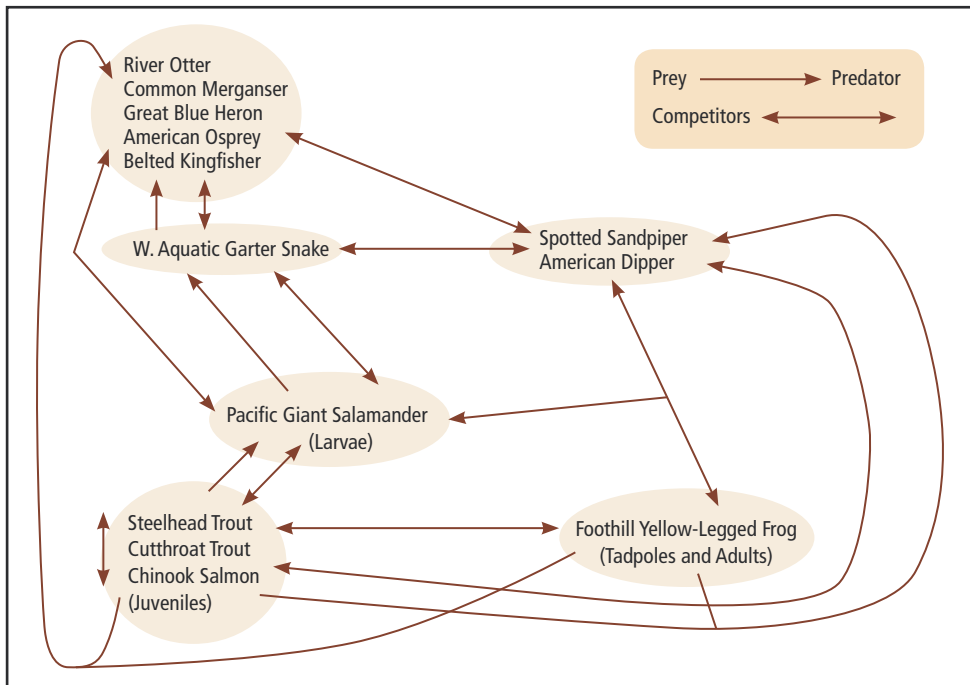 River Otter
Common Merganser
Great Blue Heron
American Osprey
Belted Kingfisher
Prey Predator
Competitors
W. Aquatic Garter Snake
Spotted Sandpiper
American Dipper
Pacific Giant Salamander
(Larvae)
Steelhead Trout
Cutthroat Trout
Chinook Salmon
(Juveniles)
Foothill Yellow-Legged Frog
(Tadpoles and Adults)